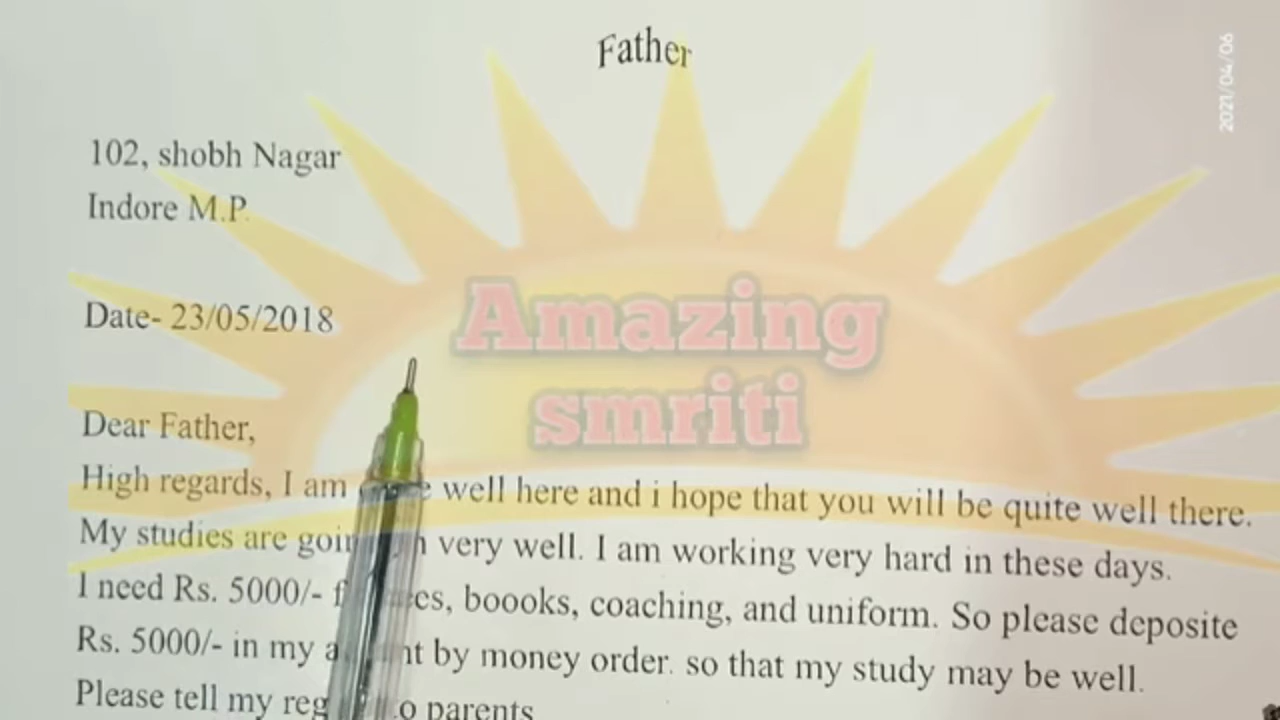 Father
2021/04/06
102, shobh Nagar
Indore M.P.
Date- 23/05/2018
Amazing
smriti
Dear Father,
High regards, I am well here and i hope that you will be quite well there.
My studies are very well. I am working very hard in these days.
I need Rs. 5000/- boooks, coaching, and uniform. So please deposite
Rs. 5000/- in my by money order. so that my study may be well.
Please tell my parents